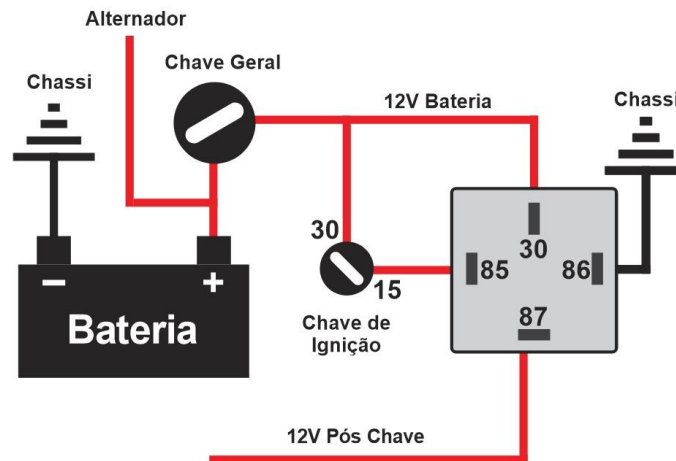 Alternador
Chave Geral
Chassi
12V Bateria
Chassi
30
30
85
86
15
87
Chave de
Ignição
− +
Bateria
12V Pós Chave